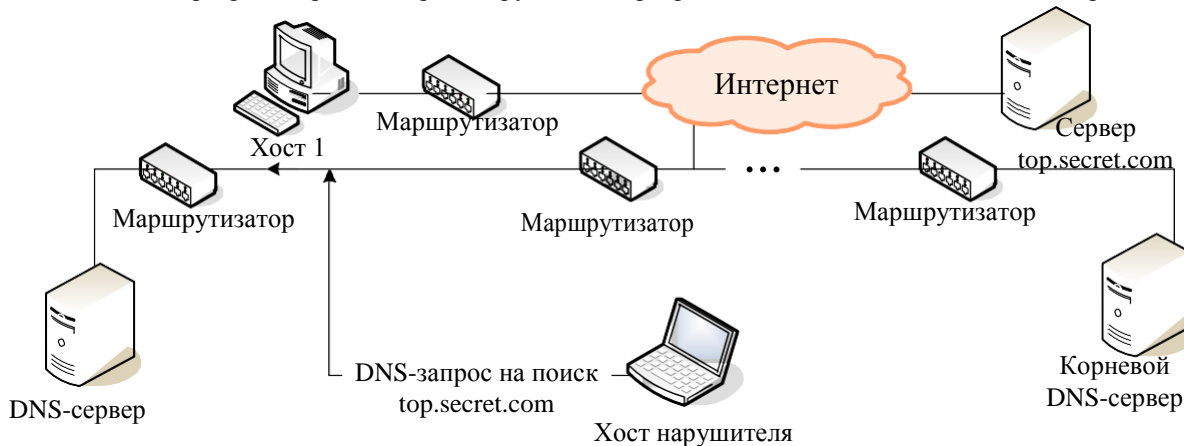 Интернет
Маршрутизатор
Хост 1
Сервер
top.secret.com
Маршрутизатор
Маршрутизатор
...
Маршрутизатор
DNS-запрос на поиск
top.secret.com
Корневой
DNS-сервер
DNS-сервер
Хост нарушителя